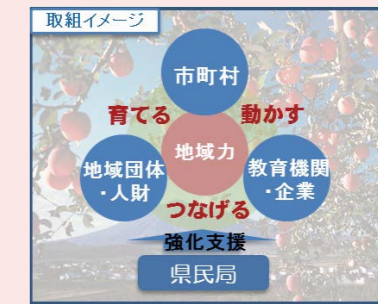 取組イメージ
市町村
育てる
動かす
地域力
地域団体
・人財
教育機関
・企業
つなげる
強化支援
県民局